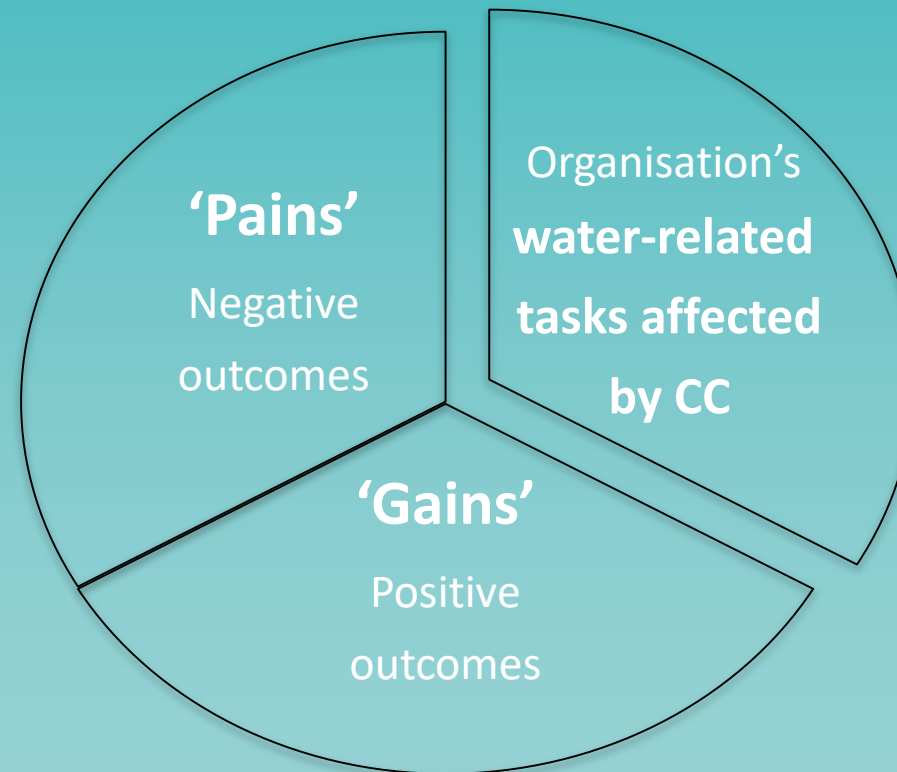 ‘Pains’
Negative
outcomes
Organisation’s
water-related
tasks affected
by CC
‘Gains’
Positive
outcomes